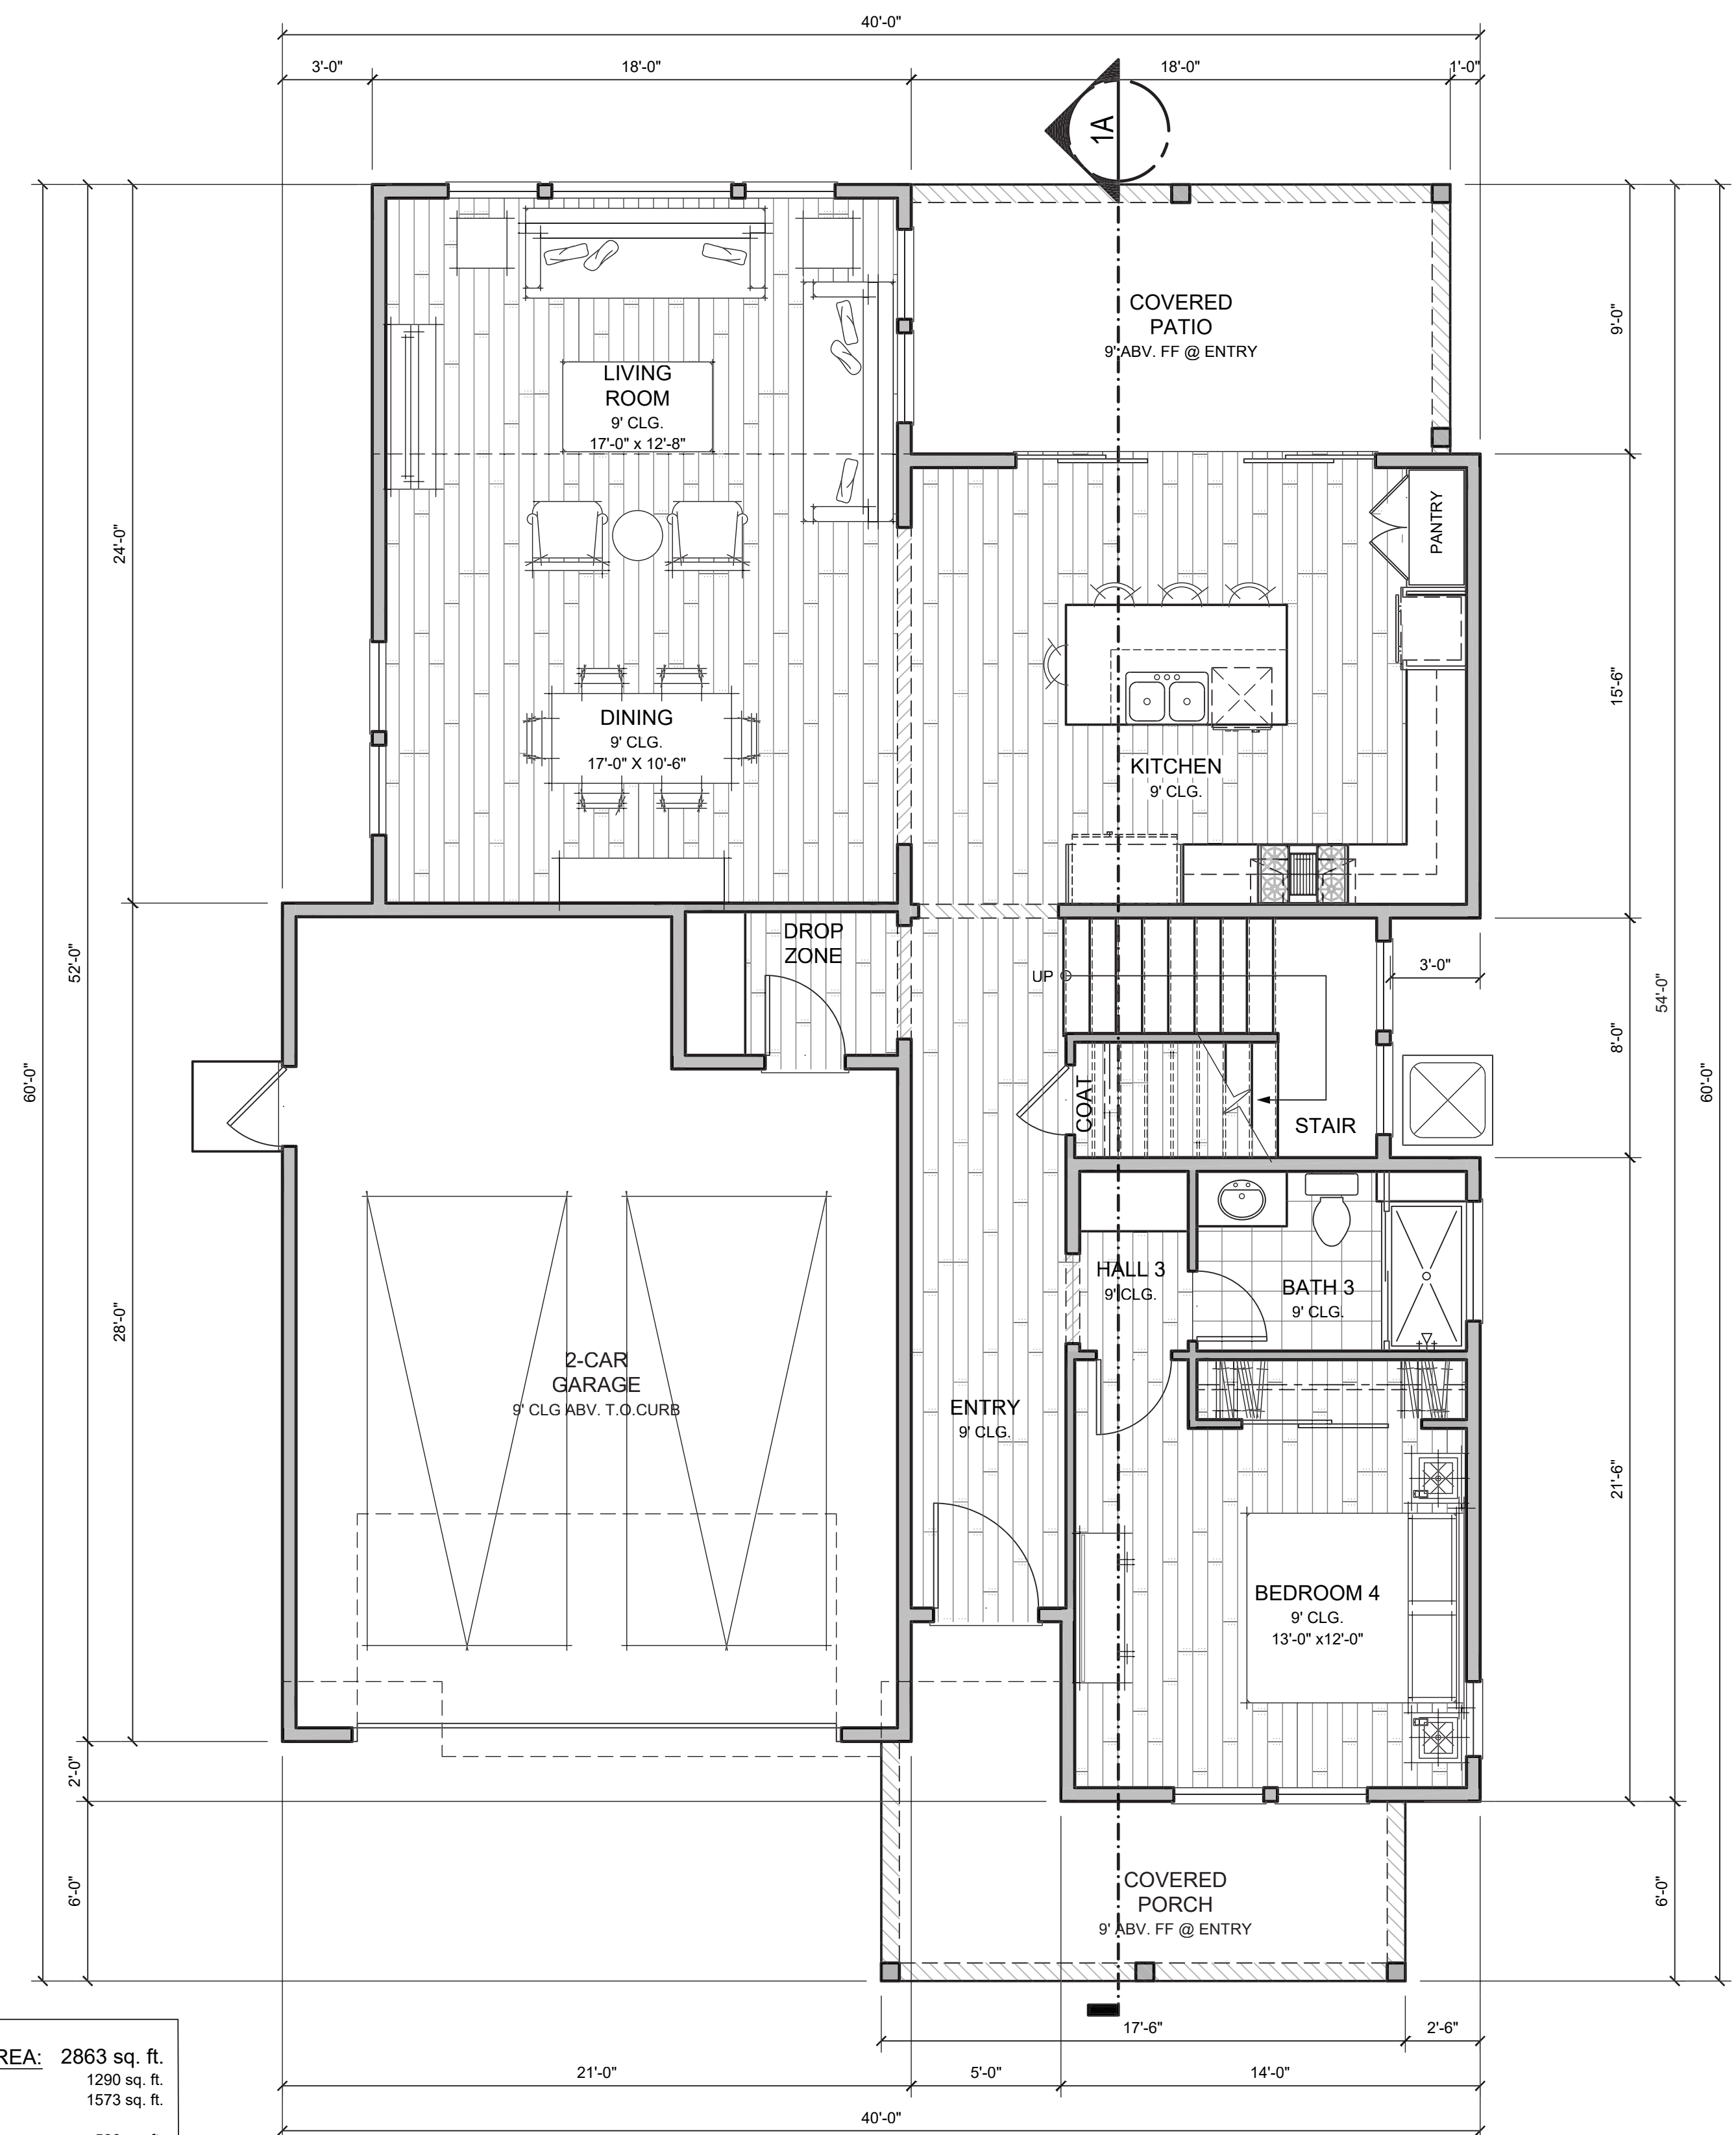 40'-0"
3'-0"
18'-0"
18'-0"
1'-0"
1A
COVERED
PATIO
9' ABV. FF @ ENTRY
9'-0"
LIVING
ROOM
9' CLG.
17'-0" x 12'-8"
PANTRY
24'-0"
15'-6"
DINING
9' CLG.
17'-0" X 10'-6"
KITCHEN
9' CLG.
DROP
ZONE
UP
3'-0"
52'-0"
54'-0"
8'-0"
60'-0"
60'-0"
COAT
STAIR
HALL 3
9' CLG.
BATH 3
9' CLG.
28'-0"
2-CAR
GARAGE
9' CLG ABV. T.O.CURB
ENTRY
9' CLG.
21'-6"
BEDROOM 4
9' CLG.
13'-0" x12'-0"
2'-0"
6'-0"
COVERED
PORCH
9' ABV. FF @ ENTRY
6'-0"
17'-6"
2'-6"
REA: 2863 sq. ft.
1290 sq. ft.
1573 sq. ft.
21'-0"
5'-0"
14'-0"
40'-0"